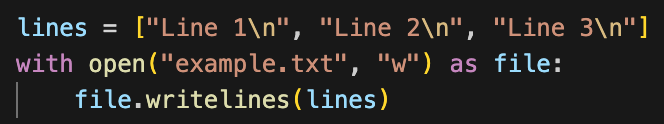 lines = ["Line 1\n", "Line 2\n", "Line 3\n"]
with open("example.txt", "w") as file:
    file.writelines(lines)